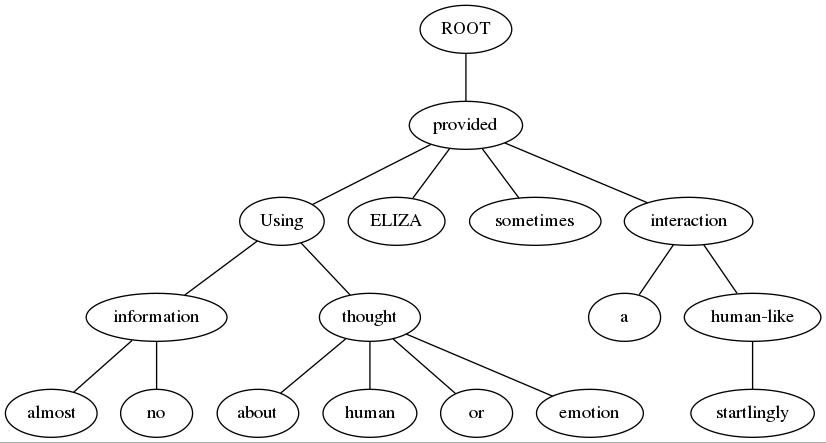 ROOT
provided
Using ELIZA sometimes interaction
information thought a human-like
almost no about human or emotion startlingly